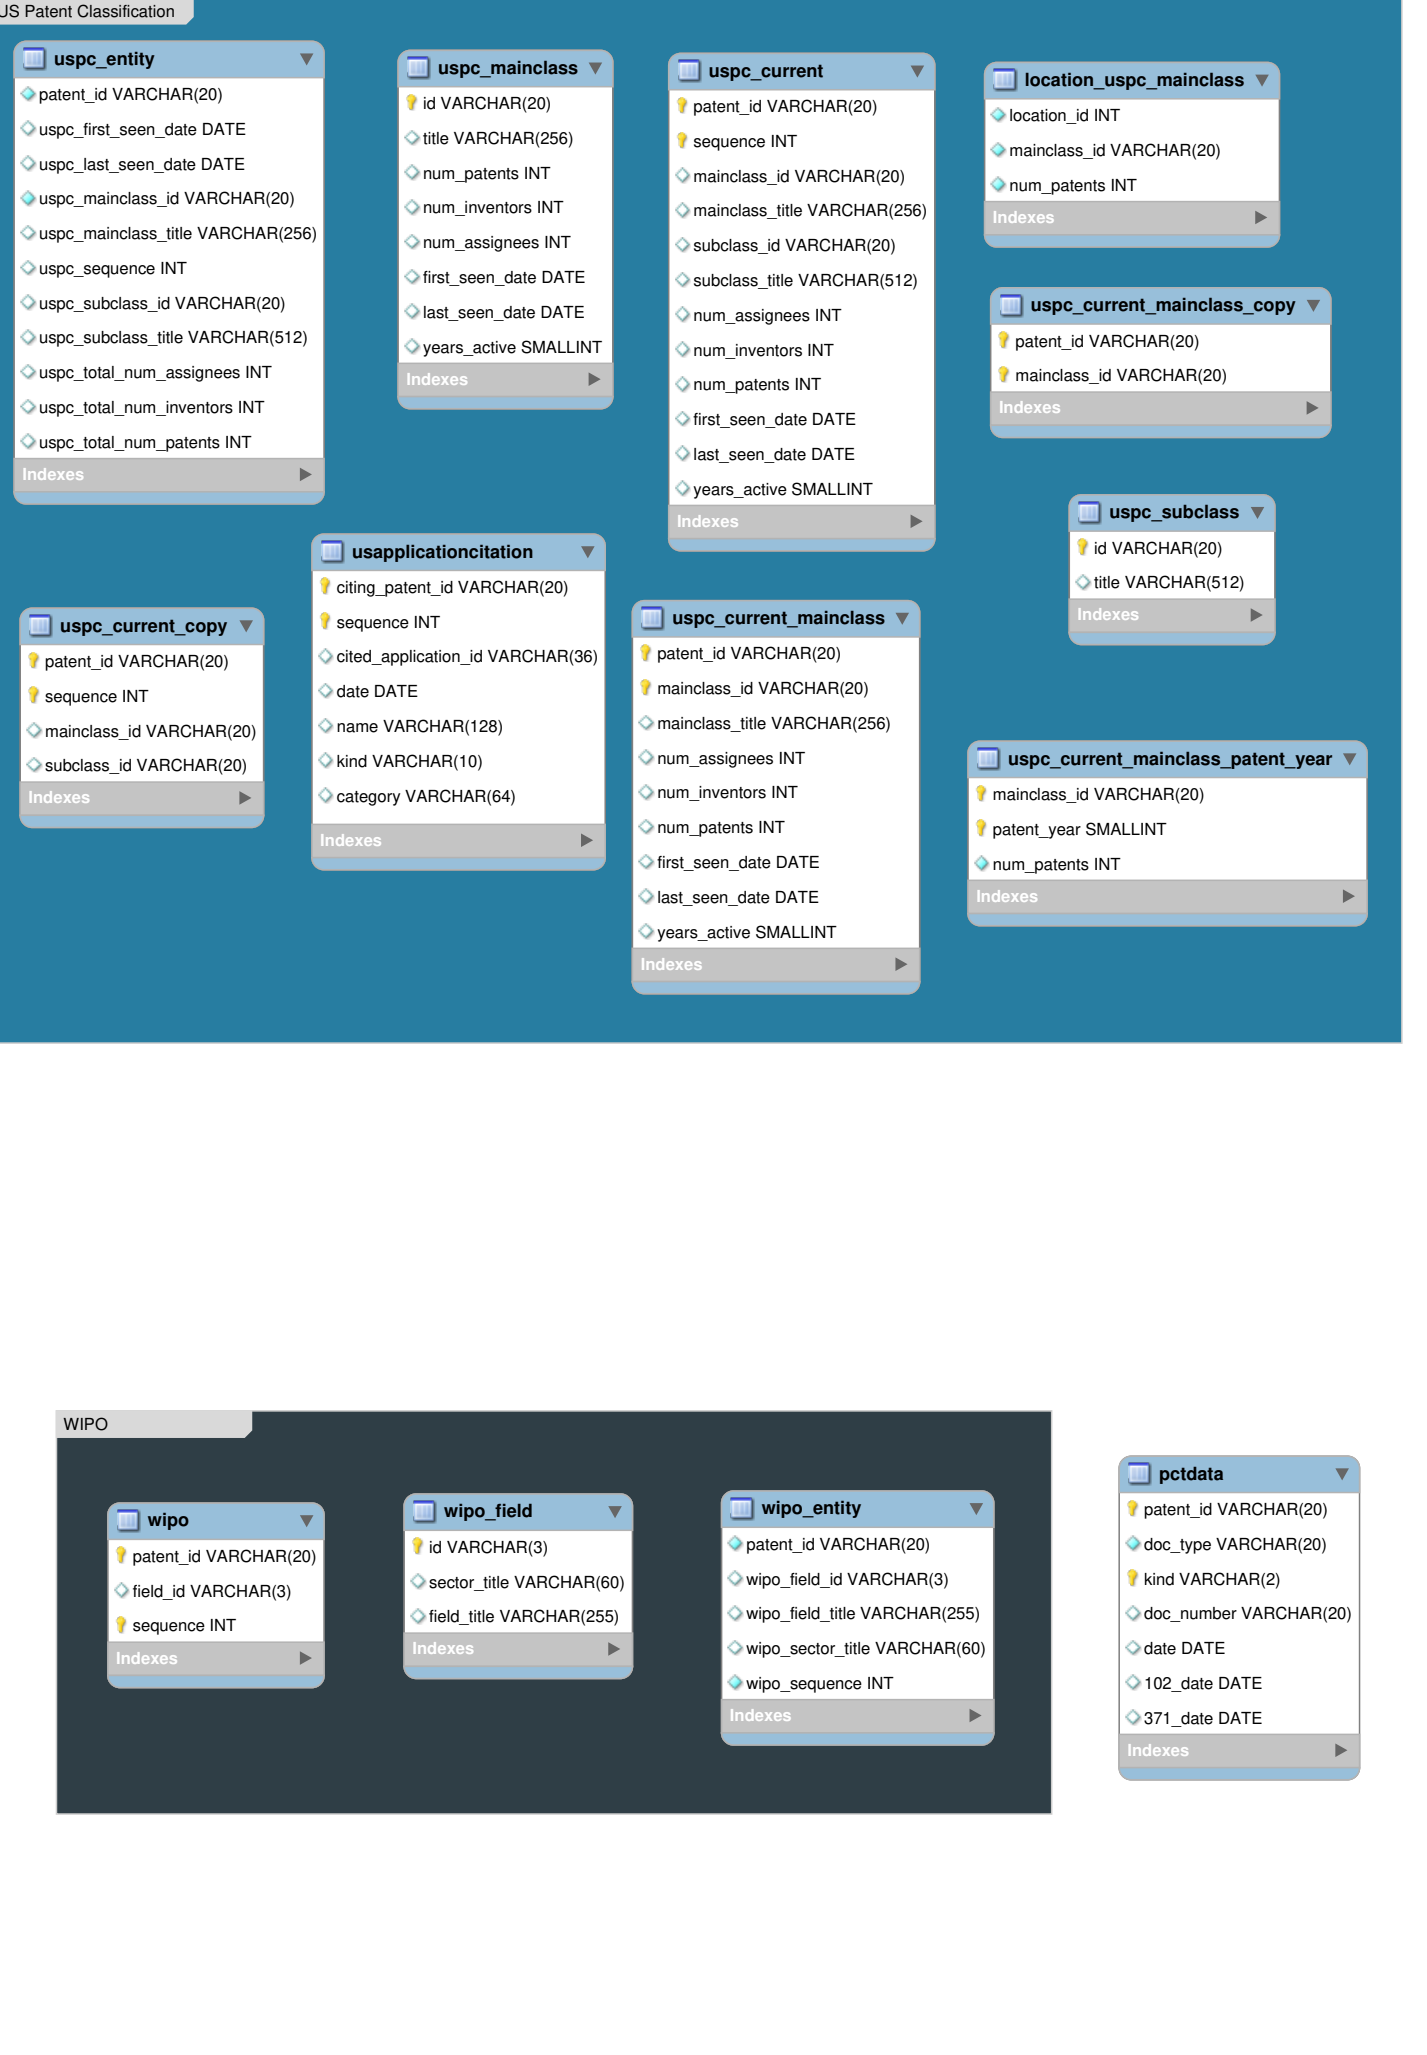 US Patent Classification
uspc_entity
patent_id VARCHAR(20)
uspc_first_seen_date DATE
uspc_last_seen_date DATE
uspc_mainclass_id VARCHAR(20)
uspc_mainclass_title VARCHAR(256)
uspc_sequence INT
uspc_subclass_id VARCHAR(20)
uspc_subclass_title VARCHAR(512)
uspc_total_num_assignees INT
uspc_total_num_inventors INT
uspc_total_num_patents INT
Indexes
uspc_mainclass
id VARCHAR(20)
title VARCHAR(256)
num_patents INT
num_inventors INT
num_assignees INT
first_seen_date DATE
last_seen_date DATE
years_active SMALLINT
Indexes
uspc_current
patent_id VARCHAR(20)
sequence INT
mainclass_id VARCHAR(20)
mainclass_title VARCHAR(256)
subclass_id VARCHAR(20)
subclass_title VARCHAR(512)
num_assignees INT
num_inventors INT
num_patents INT
first_seen_date DATE
last_seen_date DATE
years_active SMALLINT
Indexes
location_uspc_mainclass
location_id INT
mainclass_id VARCHAR(20)
num_patents INT
Indexes
uspc_current_mainclass_copy
patent_id VARCHAR(20)
mainclass_id VARCHAR(20)
Indexes
uspc_subclass
id VARCHAR(20)
title VARCHAR(512)
Indexes
uspc_current_copy
patent_id VARCHAR(20)
sequence INT
mainclass_id VARCHAR(20)
subclass_id VARCHAR(20)
Indexes
usapplicationcitation
citing_patent_id VARCHAR(20)
sequence INT
cited_application_id VARCHAR(36)
date DATE
name VARCHAR(128)
kind VARCHAR(10)
category VARCHAR(64)
Indexes
uspc_current_mainclass
patent_id VARCHAR(20)
mainclass_id VARCHAR(20)
mainclass_title VARCHAR(256)
num_assignees INT
num_inventors INT
num_patents INT
first_seen_date DATE
last_seen_date DATE
years_active SMALLINT
Indexes
uspc_current_mainclass_patent_year
mainclass_id VARCHAR(20)
patent_year SMALLINT
num_patents INT
Indexes
WIPO
wipo
patent_id VARCHAR(20)
field_id VARCHAR(3)
sequence INT
Indexes
wipo_field
id VARCHAR(3)
sector_title VARCHAR(60)
field_title VARCHAR(255)
Indexes
wipo_entity
patent_id VARCHAR(20)
wipo_field_id VARCHAR(3)
wipo_field_title VARCHAR(255)
wipo_sector_title VARCHAR(60)
wipo_sequence INT
Indexes
pctdata
patent_id VARCHAR(20)
doc_type VARCHAR(20)
kind VARCHAR(2)
doc_number VARCHAR(20)
date DATE
102_date DATE
371_date DATE
Indexes